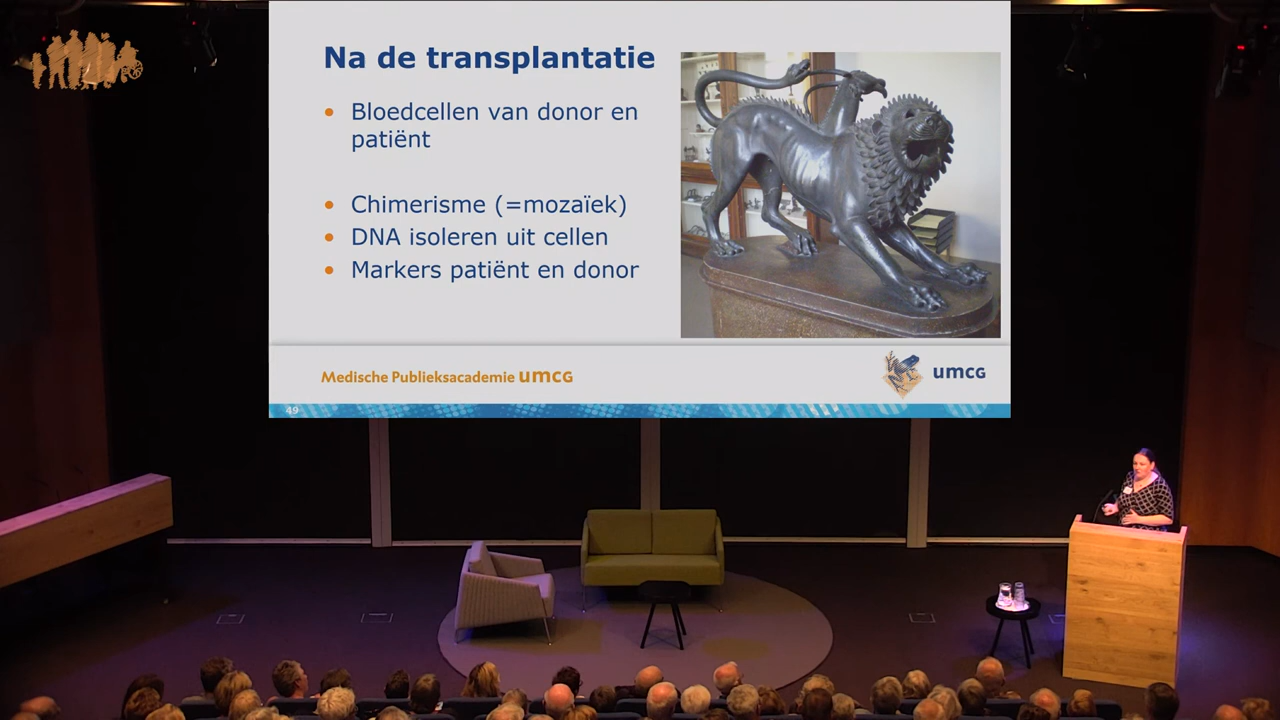 Na de transplantatie
• Bloedcellen van donor en
patiënt
• Chimerisme (=mozaïek)
• DNA isoleren uit cellen
• Markers patiënt en donor
Medische Publieksacademie umcg
umcg
49